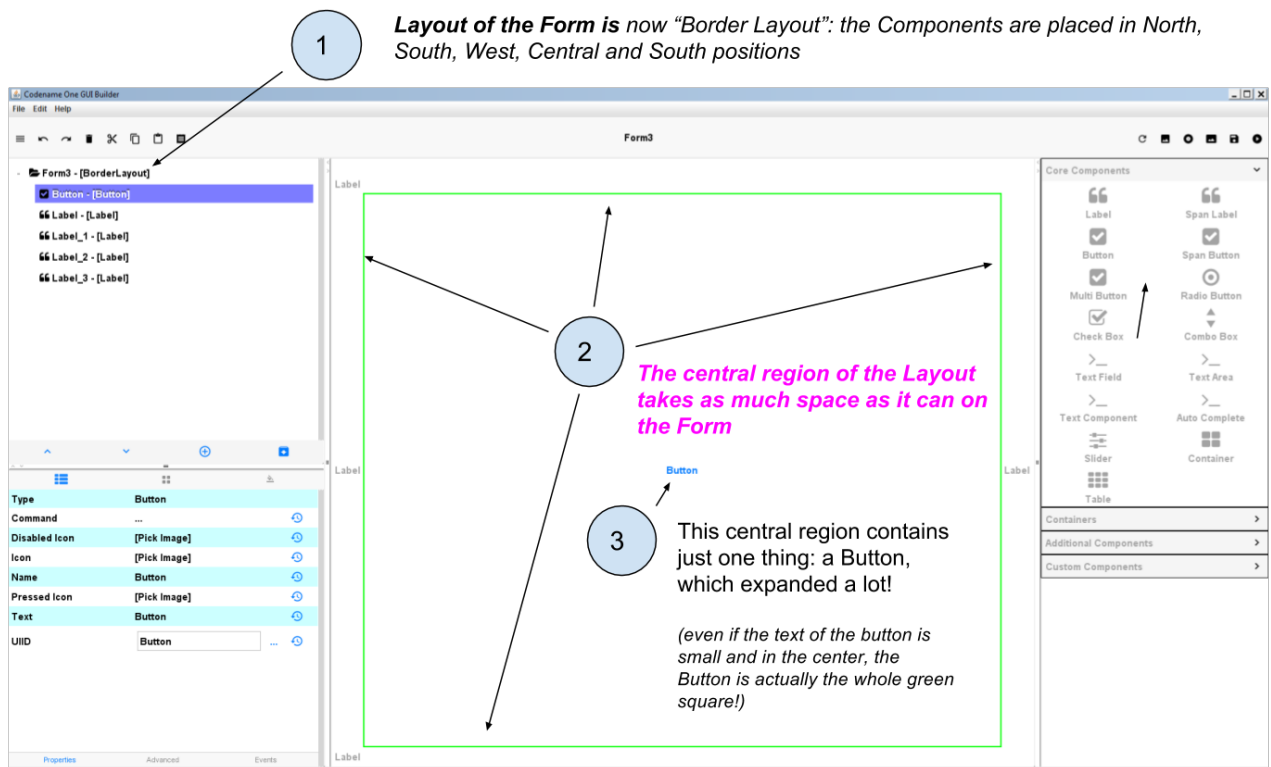 1
Layout of the Form is now “Border Layout”: the Components are placed in North,
South, West, Central and South positions
Codename One GUI Builder
File Edit Help
Form3
- Form3 - [BorderLayout]
Button - [Button]
Label - [Label]
Label_1 - [Label]
Label_2 - [Label]
Label_3 - [Label]
Type Button
Command ...
Disabled Icon [Pick Image]
Icon [Pick Image]
Name Button
Pressed Icon [Pick Image]
Text Button
UIID Button ...
Properties Advanced Events
Label
2
The central region of the Layout
takes as much space as it can on
the Form
Label Button Label
3
This central region contains
just one thing: a Button,
which expanded a lot!
(even if the text of the button is
small and in the center, the
Button is actually the whole green
square!)
Label
Core Components
Label Span Label
Button Span Button
Multi Button Radio Button
Check Box Combo Box
Text Field Text Area
Text Component Auto Complete
Slider Container
Table
Containers
Additional Components
Custom Components